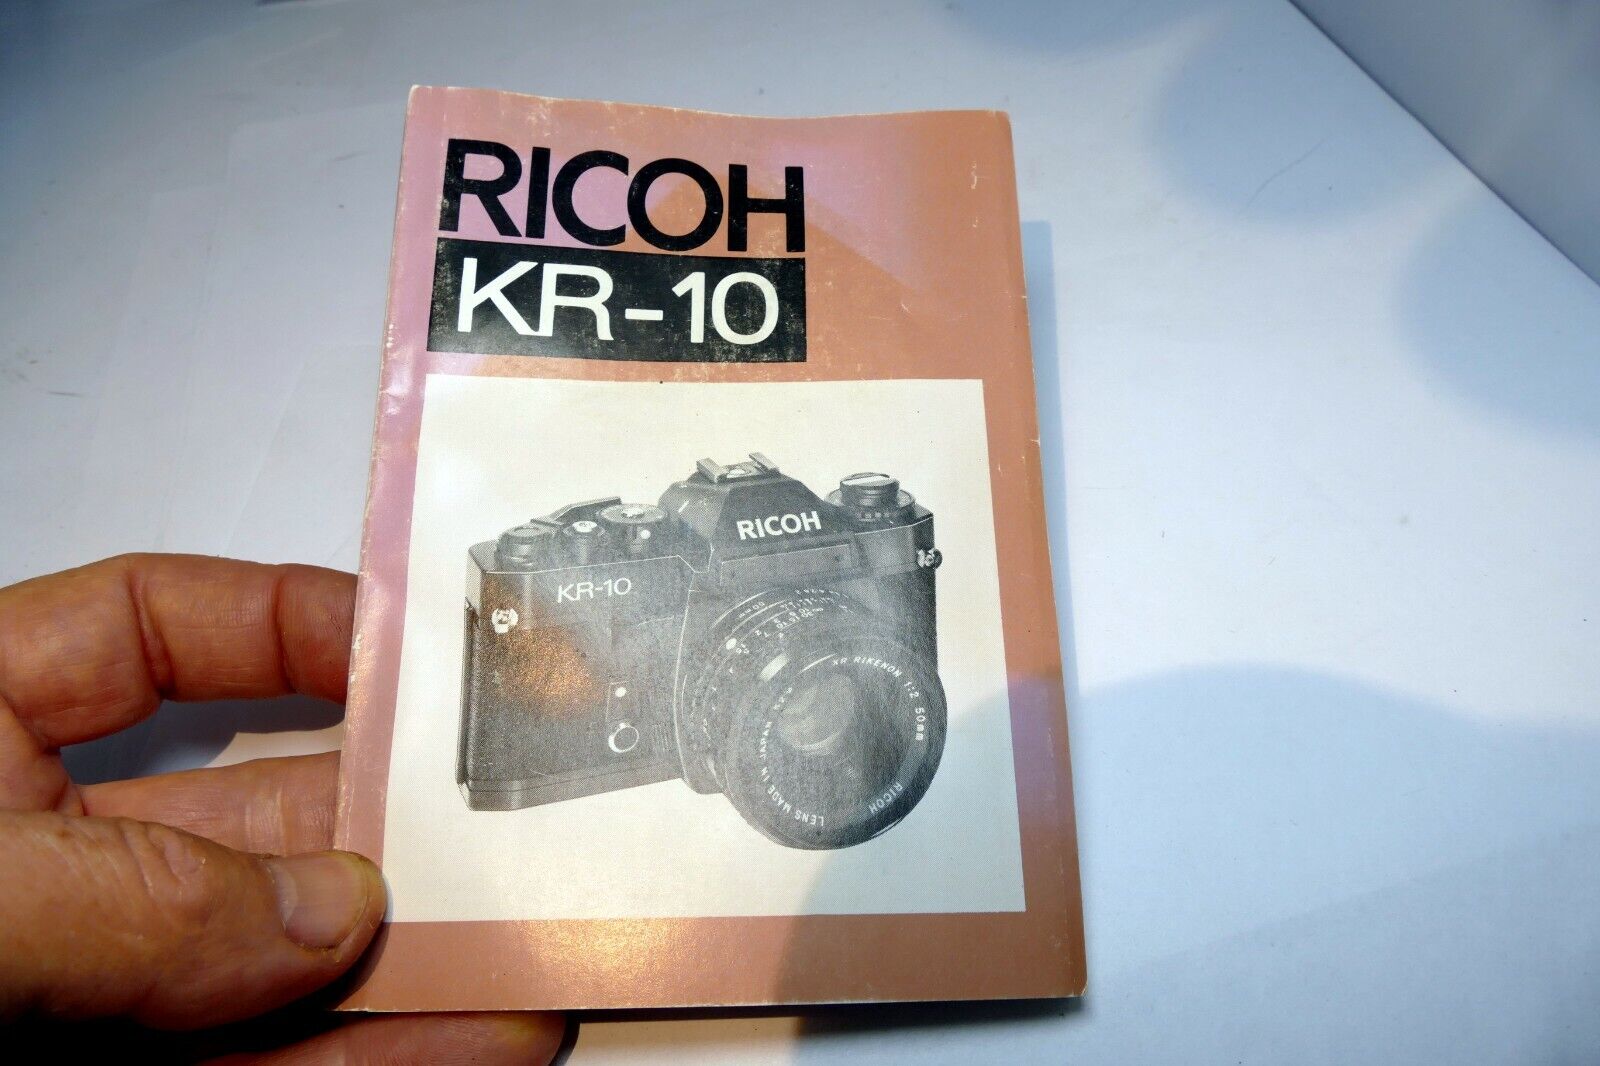 RICOH
KR-10
RICOH
KR-10
XR RIKENON 1:2 50mm
RICOH
LENS MADE IN JAPAN